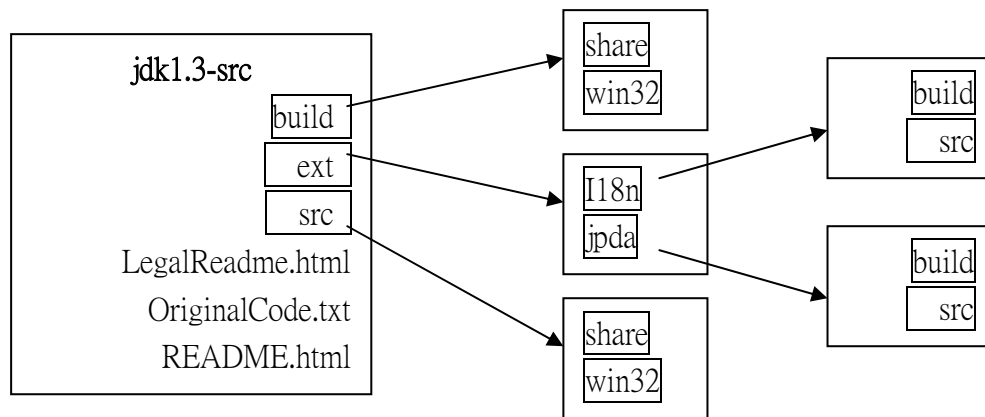 jdk1.3-src
build
ext
src
LegalReadme.html
OriginalCode.txt
README.html
share
win32
I18n
jpda
share
win32
build
src
build
src